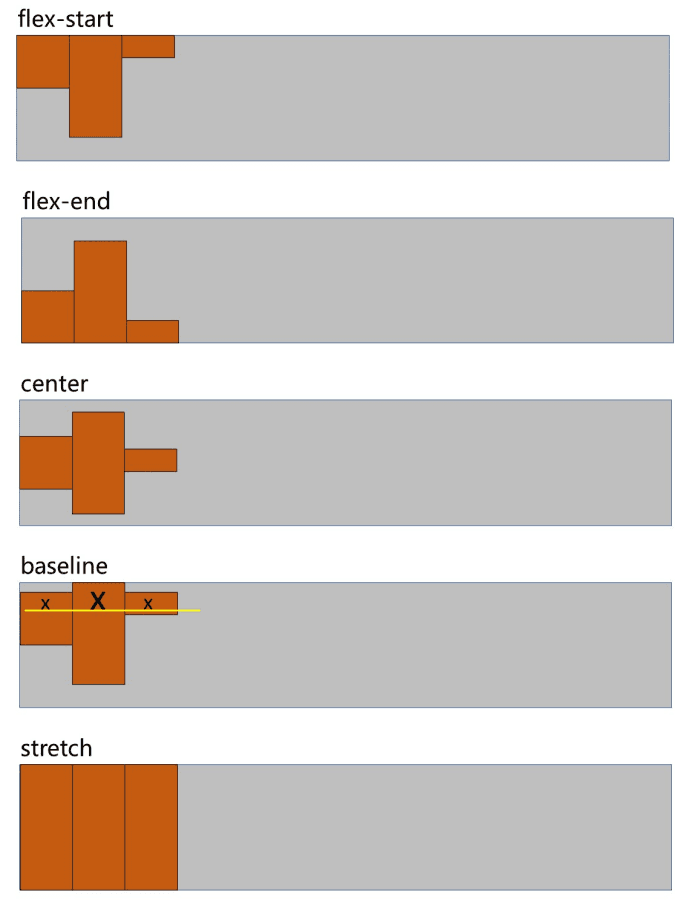 flex-start
flex-end
center
baseline
x X x
stretch